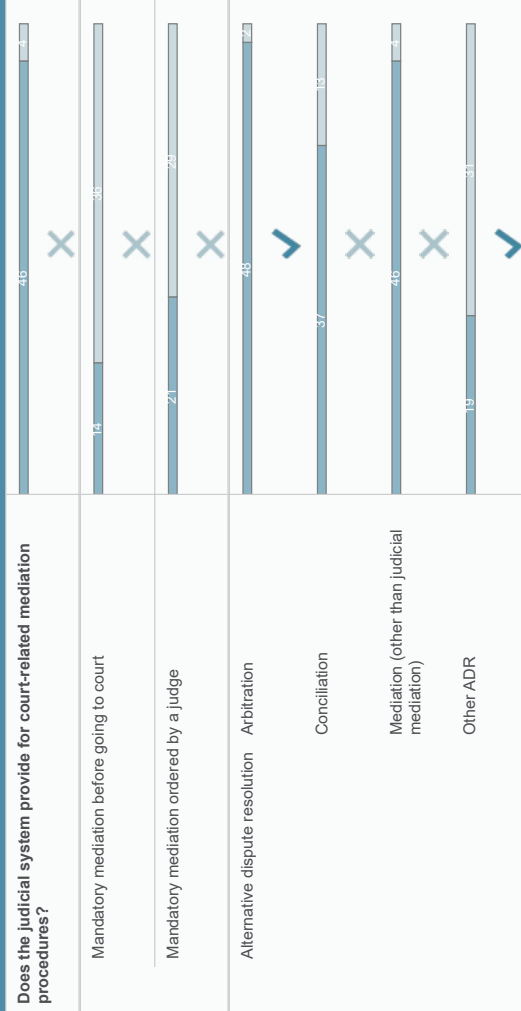 Does the judicial system provide for court-related mediation
procedures?
46
4
Mandatory mediation before going to court
14
36
Mandatory mediation ordered by a judge
21
29
Alternative dispute resolution
Arbitration
48
2
Conciliation
37
13
Mediation (other than judicial
mediation)
46
4
Other ADR
19
31